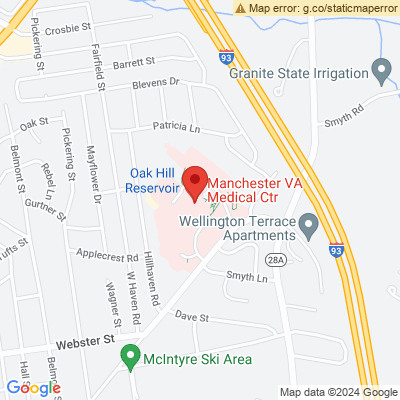 Map error: g.co/staticmaperror
Crosbie St
Pickering St
Fairfield St
Barrett St
93
Blevens Dr
Granite State Irrigation
Smyth Rd
Oak St
Patricia Ln
Pickering St
Belmont St
Rebel Ln
Mayflower Dr
Oak Hill
Reservoir
Manchester VA
Medical Ctr
Gurtner St
Wellington Terrace
Apartments
Tufts St
93
Applecrest Rd
28A
Smyth Ln
Hillhaven Rd
W Haven Rd
Wagner St
Dave St
Webster St
McIntyre Ski Area
Hall St
Belm
Google
Map data ©2024 Google